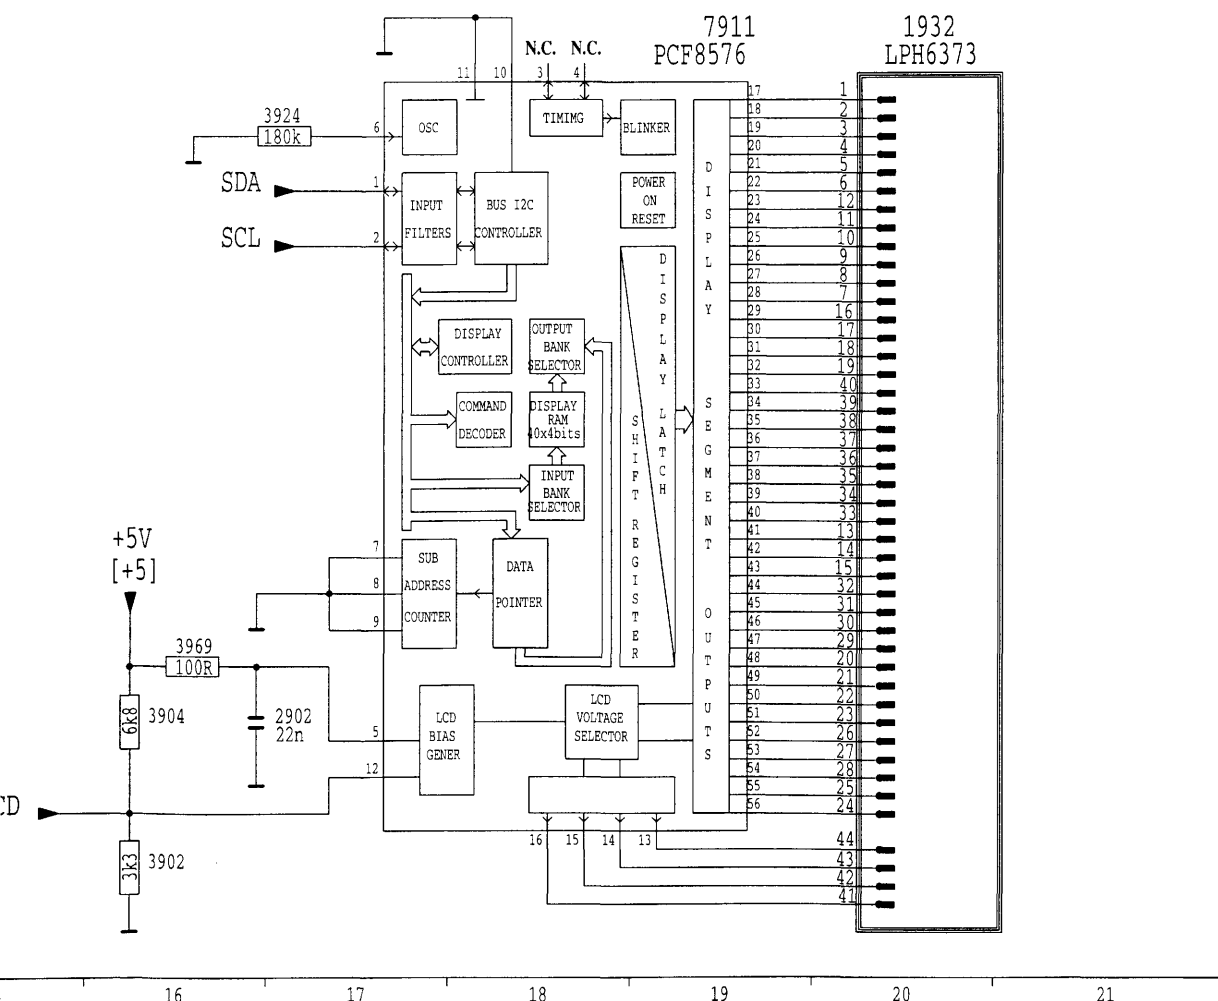 7911
PCF8576
1932
LPH6373
N.C. N.C.
11 10 3 4
3924
180k
6
OSC
TIMIMG
BLINKER
SDA
1
SCL
2
INPUT
FILTERS
BUS I2C
CONTROLLER
POWER
ON
RESET
DISPLAY
CONTROLLER
OUTPUT
BANK
SELECTOR
COMMAND
DECODER
DISPLAY
RAM
40x4bits
INPUT
BANK
SELECTOR
DISPLAY LATCH
SHIFT REGISTER
DISPLAY SEGMENT OUTPUTS
+5V
[+5]
7
8
9
SUB
ADDRESS
COUNTER
DATA
POINTER
3969
100R
6k8
3904
2902
22n
5
12
LCD
BIAS
GENER
LCD
VOLTAGE
SELECTOR
CD
3k3
3902
16 15 14 13
17 1
18 2
19 3
20 4
21 5
22 6
23 12
24 11
25 10
26 9
27 8
28 7
29 16
30 17
31 18
32 19
33 40
34 39
35 38
36 37
37 36
38 35
39 34
40 33
41 13
42 14
43 15
44 32
45 31
46 30
47 29
48 20
49 21
50 22
51 23
52 26
53 27
54 28
55 25
56 24
44
43
42
41
16 17 18 19 20 21